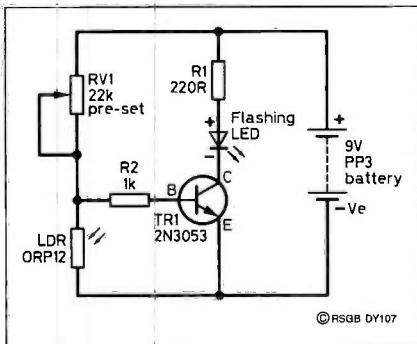 RV1
22k
pre-set
R1
220R
+
Flashing
LED
-
+
9V
PP3
battery
-Ve
R2
1k
B
C
TR1
2N3053
E
LDR
ORP12
©RSGB DY107